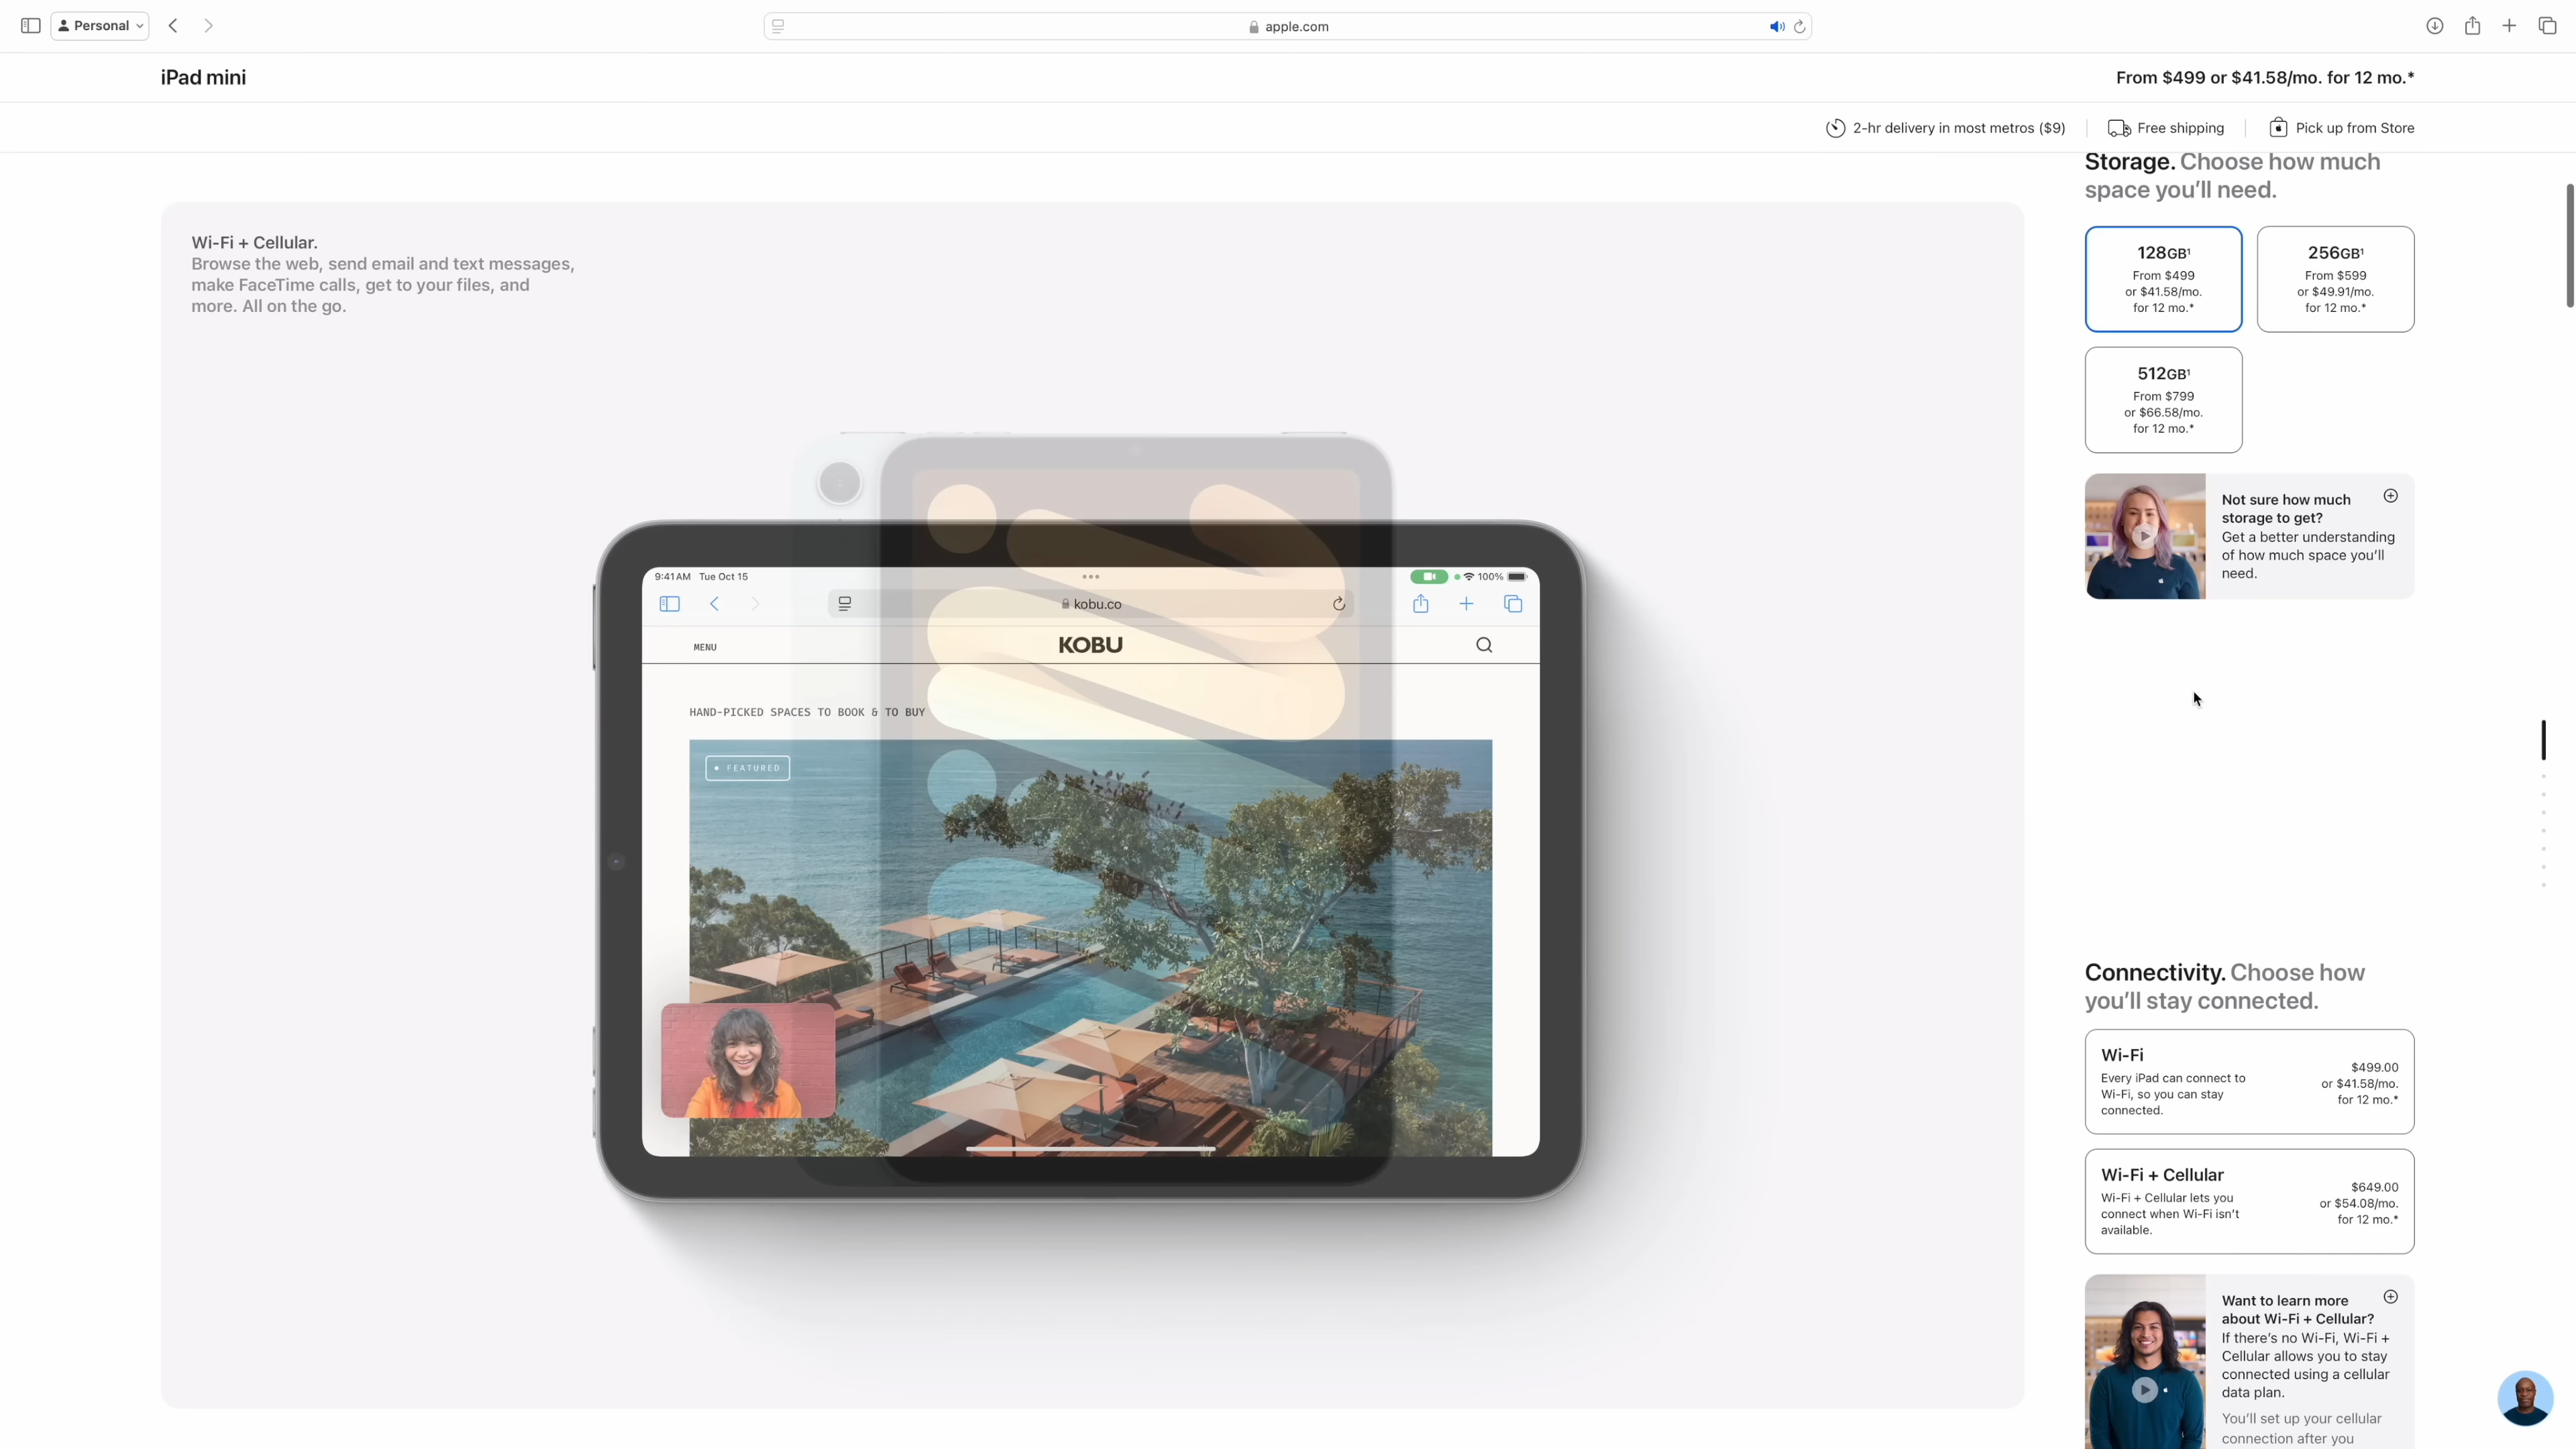 Personal
apple.com
iPad mini
From $499 or $41.58/mo. for 12 mo.*
2-hr delivery in most metros ($9)
Free shipping
Pick up from Store
Wi-Fi + Cellular.
Browse the web, send email and text messages,
make FaceTime calls, get to your files, and
more. All on the go.
9:41 AM Tue Oct 15
100%
kobu.co
MENU
KOBU
HAND-PICKED SPACES TO BOOK & TO BUY
• FEATURED
Storage. Choose how much
space you’ll need.
128GB¹
From $499
or $41.58/mo.
for 12 mo.*
256GB¹
From $599
or $49.91/mo.
for 12 mo.*
512GB¹
From $799
or $66.58/mo.
for 12 mo.*
Not sure how much
storage to get?
Get a better understanding
of how much space you’ll
need.
Connectivity. Choose how
you’ll stay connected.
Wi-Fi
Every iPad can connect to
Wi-Fi, so you can stay
connected.
$499.00
or $41.58/mo.
for 12 mo.*
Wi-Fi + Cellular
Wi-Fi + Cellular lets you
connect when Wi-Fi isn’t
available.
$649.00
or $54.08/mo.
for 12 mo.*
Want to learn more
about Wi-Fi + Cellular?
If there’s no Wi-Fi, Wi-Fi +
Cellular allows you to stay
connected using a cellular
data plan.
You’ll set up your cellular
connection after you